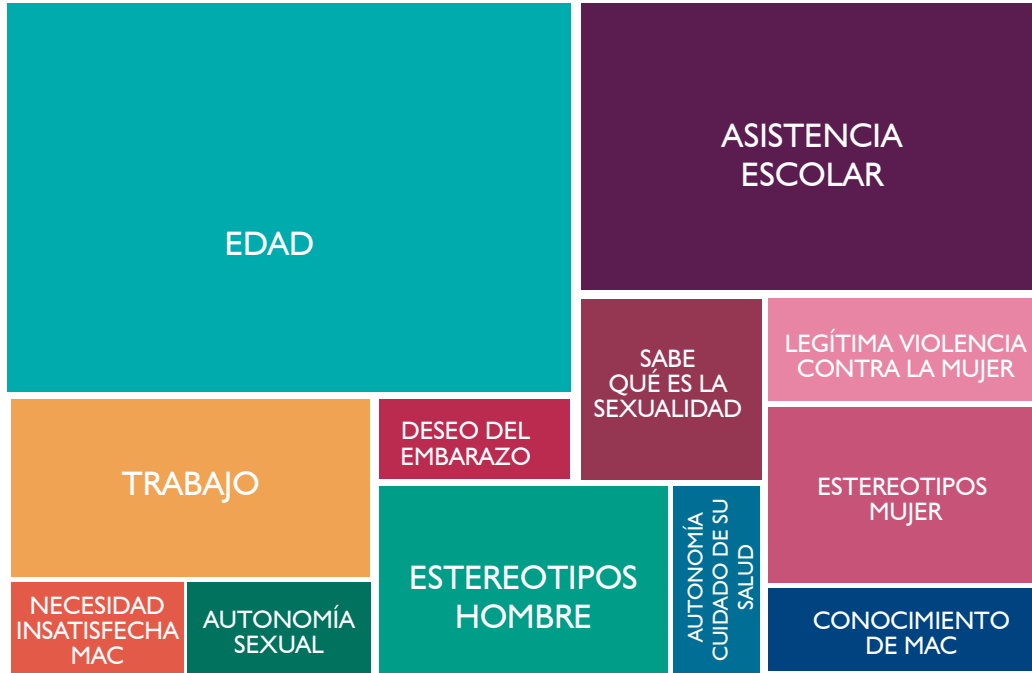 EDAD
ASISTENCIA
ESCOLAR
SABE
QUÉ ES LA
SEXUALIDAD
LEGÍTIMA VIOLENCIA
CONTRA LA MUJER
TRABAJO
DESEO DEL
EMBARAZO
ESTEREOTIPOS
MUJER
ESTEREOTIPOS
HOMBRE
AUTONOMÍA
CUIDADO DE SU
SALUD
NECESIDAD
INSATISFECHA
MAC
AUTONOMÍA
SEXUAL
CONOCIMIENTO
DE MAC